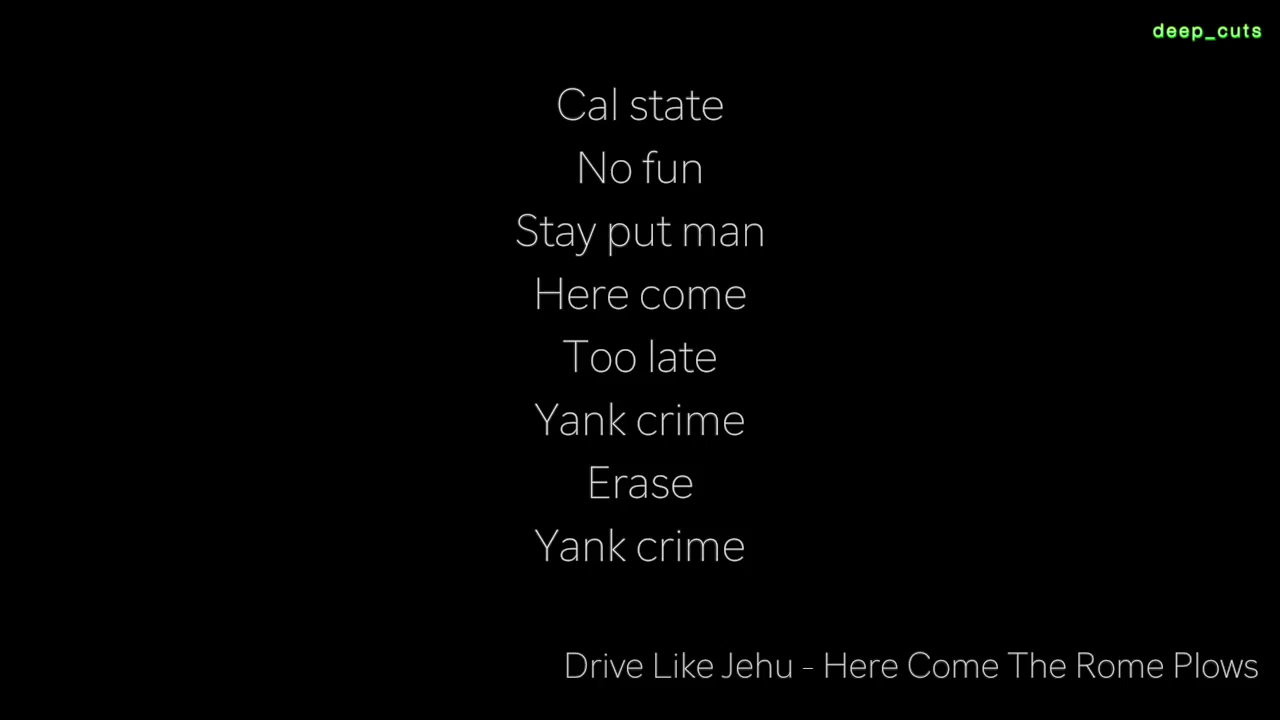 deep_cuts
Cal state
No fun
Stay put man
Here come
Too late
Yank crime
Erase
Yank crime
Drive Like Jehu - Here Come The Rome Plows